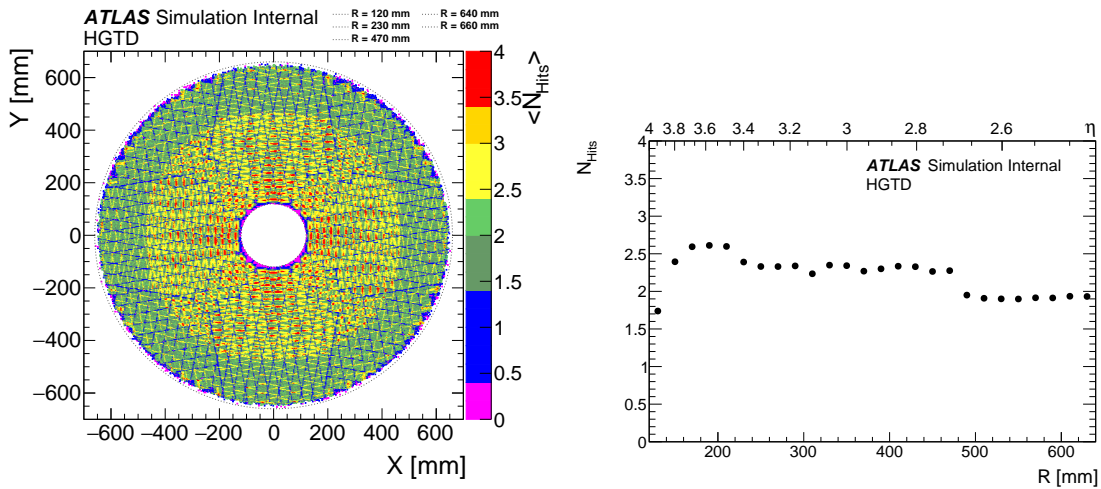 ATLAS Simulation Internal
HGTD
R = 120 mm
R = 230 mm
R = 470 mm
R = 640 mm
R = 660 mm
Y [mm]
600
400
200
0
−200
−400
−600
−600 −400 −200 0 200 400 600
X [mm]
4
3.5
3
2.5
2
1.5
1
0.5
0
<N_Hits>
4 3.8 3.6 3.4 3.2 3 2.8 2.6 η
N_Hits
4
3.5
3
2.5
2
1.5
1
0.5
0
ATLAS Simulation Internal
HGTD
200 300 400 500 600
R [mm]